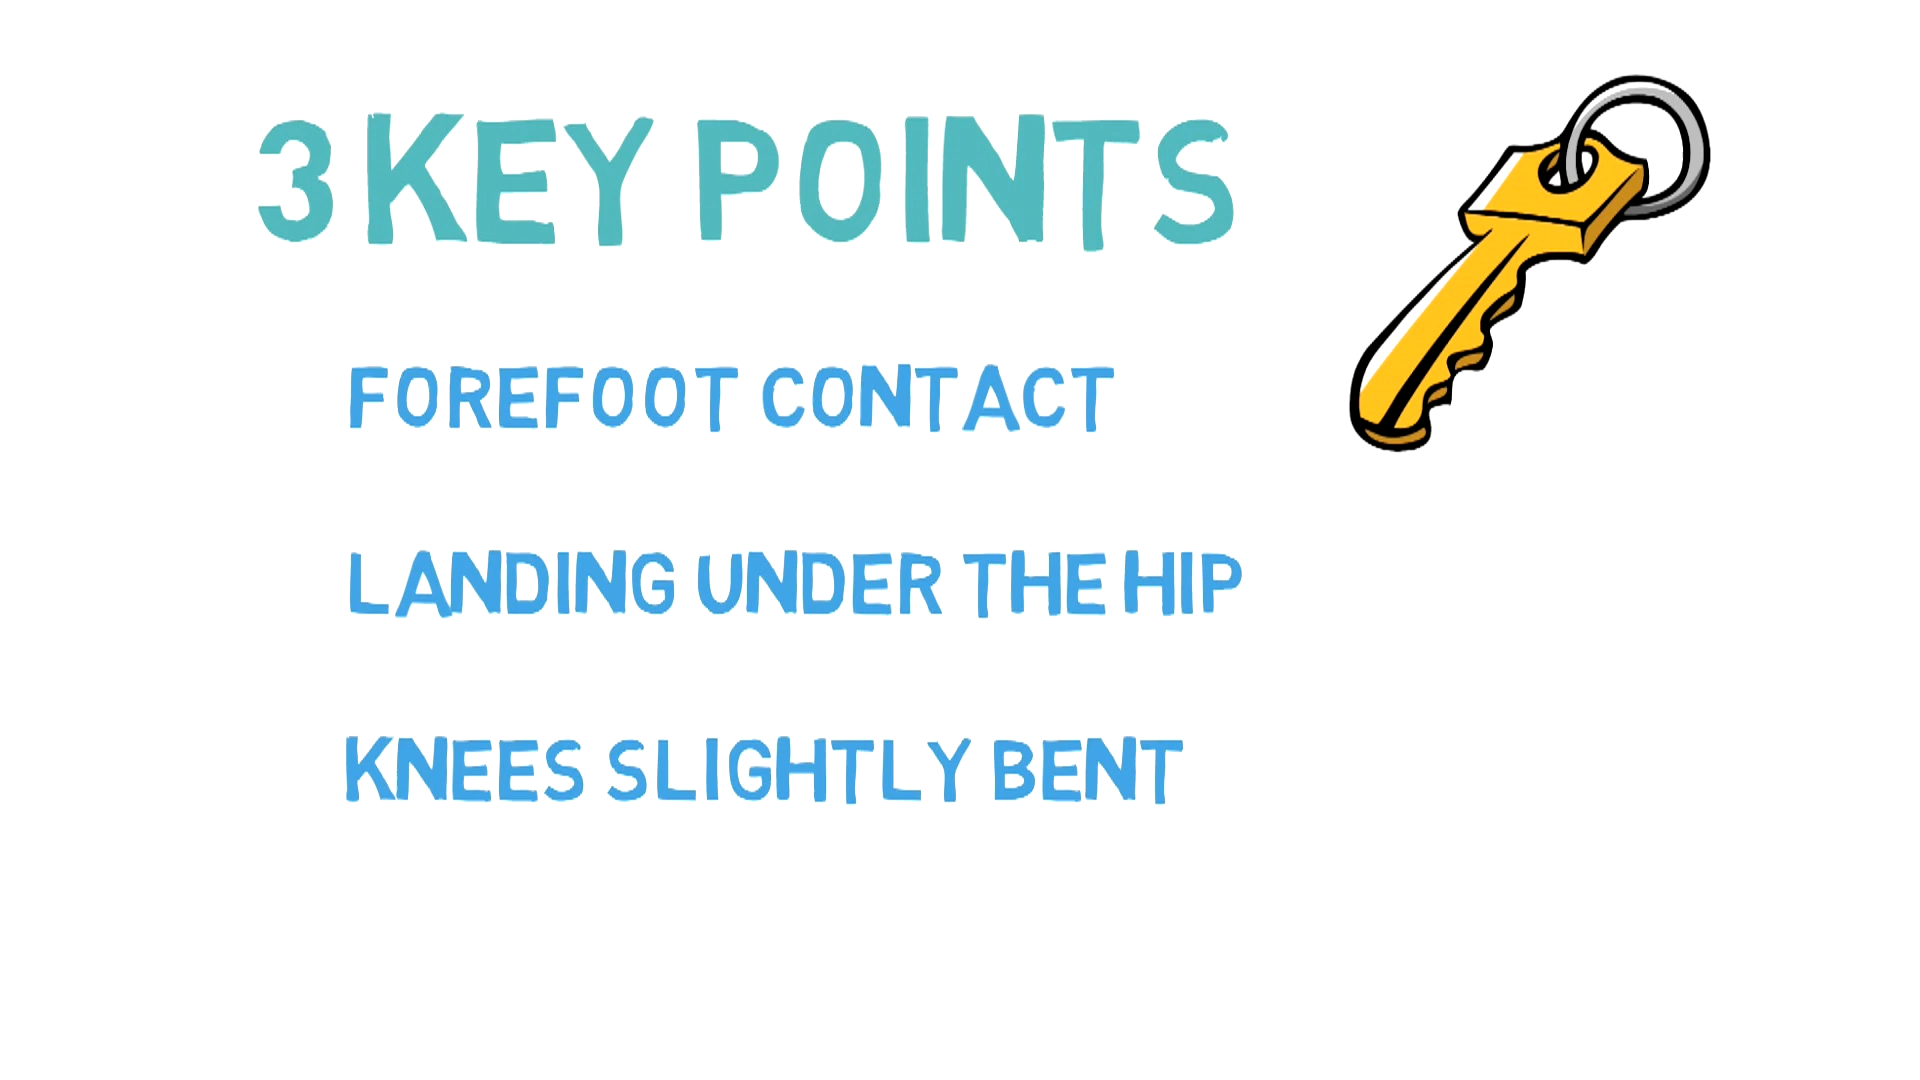 3 KEY POINTS
FOREFOOT CONTACT
LANDING UNDER THE HIP
KNEES SLIGHTLY BENT